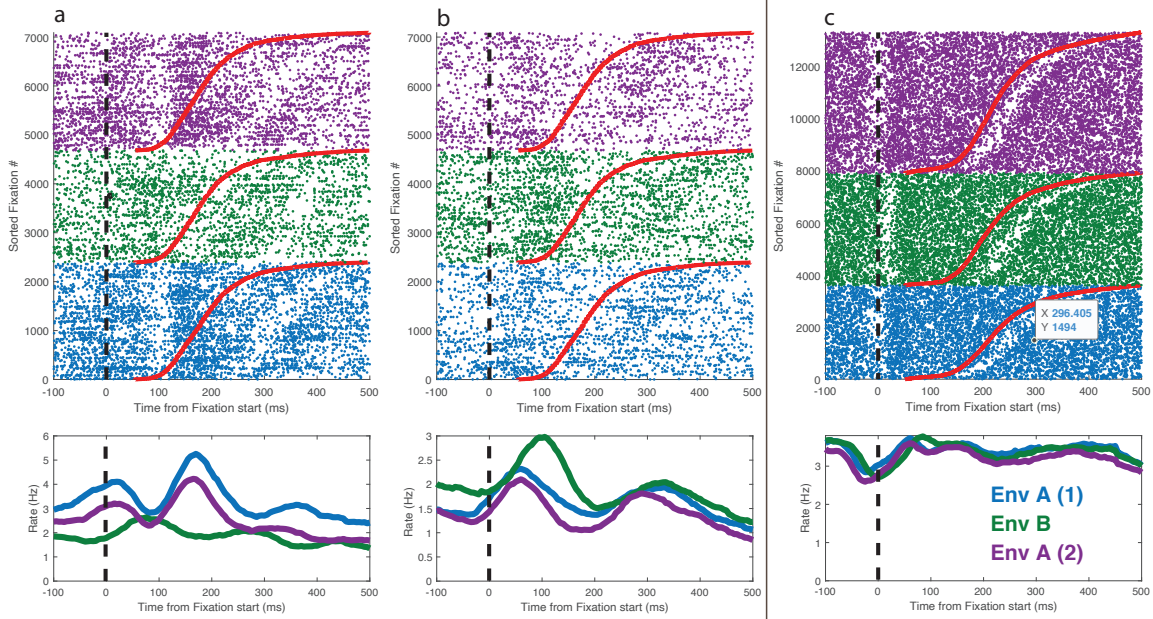 a
b
c
7000
6000
5000
4000
3000
2000
1000
0
Sorted Fixation #
-100 0 100 200 300 400 500
Time from Fixation start (ms)
7000
6000
5000
4000
3000
2000
1000
0
Sorted Fixation #
-100 0 100 200 300 400 500
Time from Fixation start (ms)
12000
10000
8000
6000
4000
2000
0
Sorted Fixation #
X 296.405
Y 1494
-100 0 100 200 300 400 500
Time from Fixation start (ms)
6
5
4
3
2
1
0
Rate (Hz)
-100 0 100 200 300 400 500
Time from Fixation start (ms)
3
2.5
2
1.5
1
0.5
0
Rate (Hz)
-100 0 100 200 300 400 500
Time from Fixation start (ms)
3
2
1
0
Rate (Hz)
Env A (1)
Env B
Env A (2)
-100 0 100 200 300 400 500
Time from Fixation start (ms)